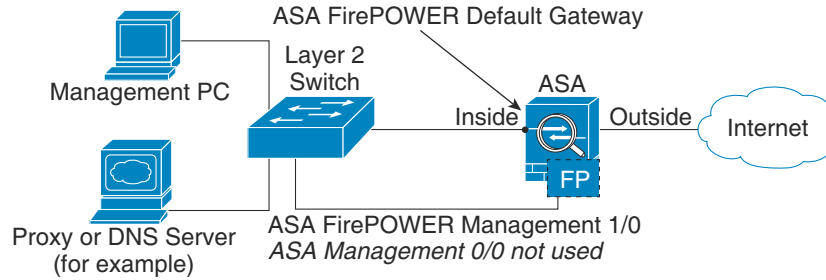 ASA FirePOWER Default Gateway
Layer 2
Switch
ASA
Management PC
Inside
Outside
Internet
FP
Proxy or DNS Server
(for example)
ASA FirePOWER Management 1/0
ASA Management 0/0 not used